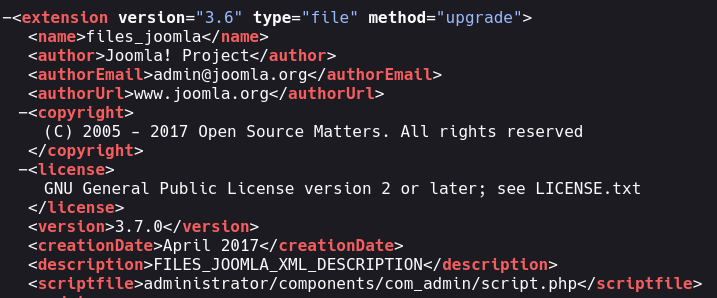 −<extension version="3.6" type="file" method="upgrade">
<name>files_joomla</name>
<author>Joomla! Project</author>
<authorEmail>admin@joomla.org</authorEmail>
<authorUrl>www.joomla.org</authorUrl>
−<copyright>
(C) 2005 - 2017 Open Source Matters. All rights reserved
</copyright>
−<license>
GNU General Public License version 2 or later; see LICENSE.txt
</license>
<version>3.7.0</version>
<creationDate>April 2017</creationDate>
<description>FILES_JOOMLA_XML_DESCRIPTION</description>
<scriptfile>administrator/components/com_admin/script.php</scriptfile>